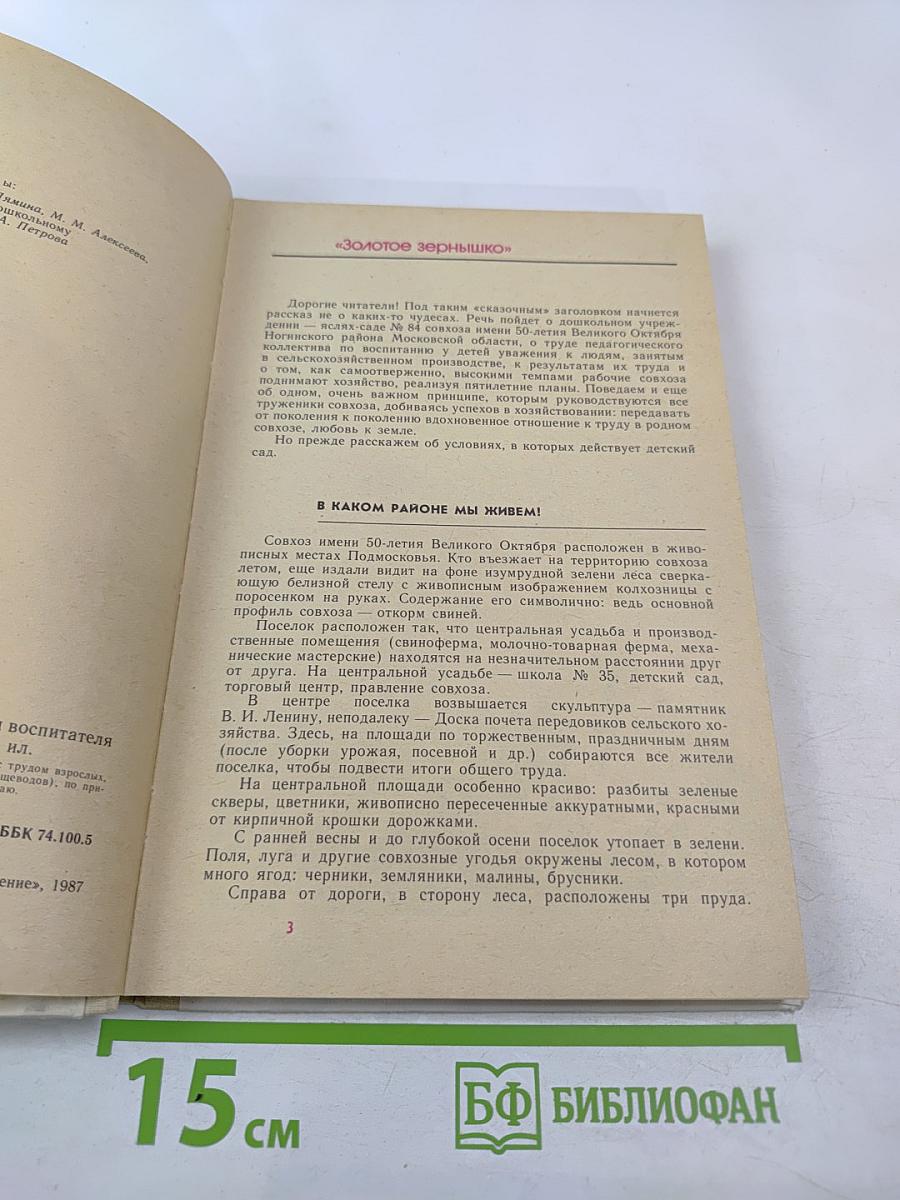 ы:
Лямина, М. М. Алексеева,
дошкольному
А. Петрова
воспитателя
ил.
трудом взрослых,
щеводов), по при-
аю.
ББК 74.100.5
ение», 1987
«Золотое зернышко»
Дорогие читатели! Под таким «сказочным» заголовком начнется
рассказ не о каких-то чудесах. Речь пойдет о дошкольном учреж-
дении — яслях-саде № 84 совхоза имени 50-летия Великого Октября
Ногинского района Московской области, о труде педагогического
коллектива по воспитанию у детей уважения к людям, занятым
в сельскохозяйственном производстве, к результатам их труда и
о том, как самоотверженно, высокими темпами рабочие совхоза
поднимают хозяйство, реализуя пятилетние планы. Поведаем и еще
об одном, очень важном принципе, которым руководствуются все
труженики совхоза, добиваясь успехов в хозяйствовании: передавать
от поколения к поколению вдохновенное отношение к труду в родном
совхозе, любовь к земле.
Но прежде расскажем об условиях, в которых действует детский
сад.
В КАКОМ РАЙОНЕ МЫ ЖИВЕМ!
Совхоз имени 50-летия Великого Октября расположен в живо-
писных местах Подмосковья. Кто въезжает на территорию совхоза
летом, еще издали видит на фоне изумрудной зелени леса сверка-
ющую белизной стелу с живописным изображением колхозницы с
поросенком на руках. Содержание его символично: ведь основной
профиль совхоза — откорм свиней.
Поселок расположен так, что центральная усадьба и производ-
ственные помещения (свиноферма, молочно-товарная ферма, меха-
нические мастерские) находятся на незначительном расстоянии друг
от друга. На центральной усадьбе — школа № 35, детский сад,
торговый центр, правление совхоза.
В центре поселка возвышается скульптура — памятник
В. И. Ленину, неподалеку — Доска почета передовиков сельского хо-
зяйства. Здесь, на площади по торжественным, праздничным дням
(после уборки урожая, посевной и др.) собираются все жители
поселка, чтобы подвести итоги общего труда.
На центральной площади особенно красиво: разбиты зеленые
скверы, цветники, живописно пересеченные аккуратными, красными
от кирпичной крошки дорожками.
С ранней весны и до глубокой осени поселок утопает в зелени.
Поля, луга и другие совхозные угодья окружены лесом, в котором
много ягод: черники, земляники, малины, брусники.
Справа от дороги, в сторону леса, расположены три пруда.
3
15 см
БФ БИБЛИОФАН